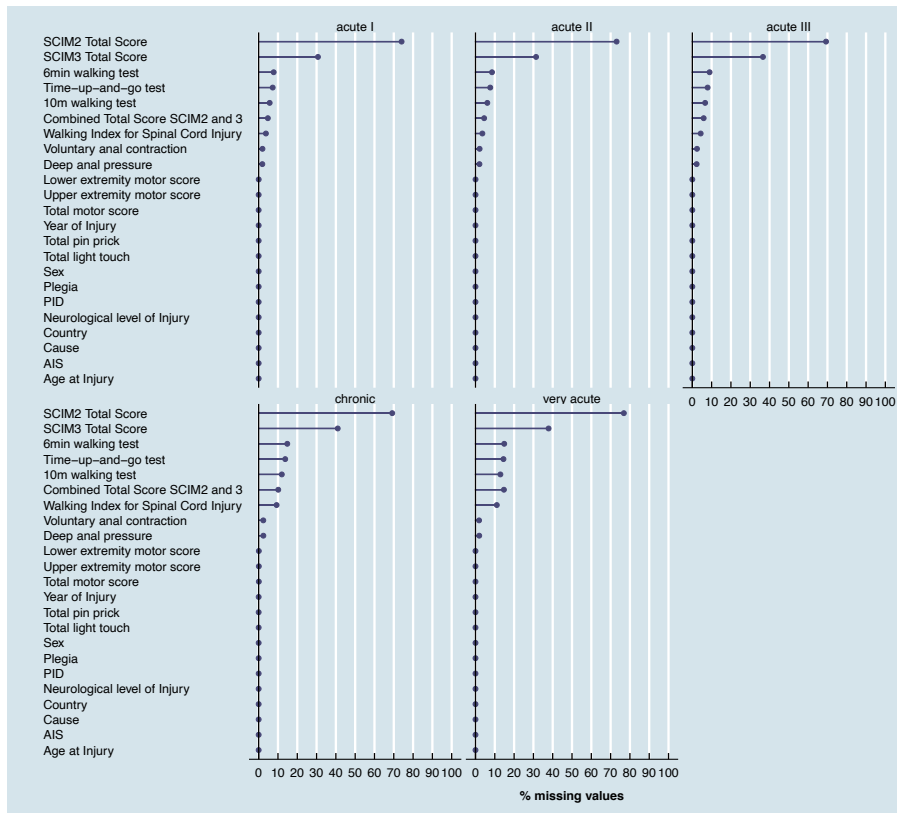 acute I acute II acute III
SCIM2 Total Score
SCIM3 Total Score
6min walking test
Time−up−and−go test
10m walking test
Combined Total Score SCIM2 and 3
Walking Index for Spinal Cord Injury
Voluntary anal contraction
Deep anal pressure
Lower extremity motor score
Upper extremity motor score
Total motor score
Year of Injury
Total pin prick
Total light touch
Sex
Plegia
PID
Neurological level of Injury
Country
Cause
AIS
Age at Injury
0 10 20 30 40 50 60 70 80 90 100
chronic very acute
SCIM2 Total Score
SCIM3 Total Score
6min walking test
Time−up−and−go test
10m walking test
Combined Total Score SCIM2 and 3
Walking Index for Spinal Cord Injury
Voluntary anal contraction
Deep anal pressure
Lower extremity motor score
Upper extremity motor score
Total motor score
Year of Injury
Total pin prick
Total light touch
Sex
Plegia
PID
Neurological level of Injury
Country
Cause
AIS
Age at Injury
0 10 20 30 40 50 60 70 80 90 100 0 10 20 30 40 50 60 70 80 90 100
% missing values